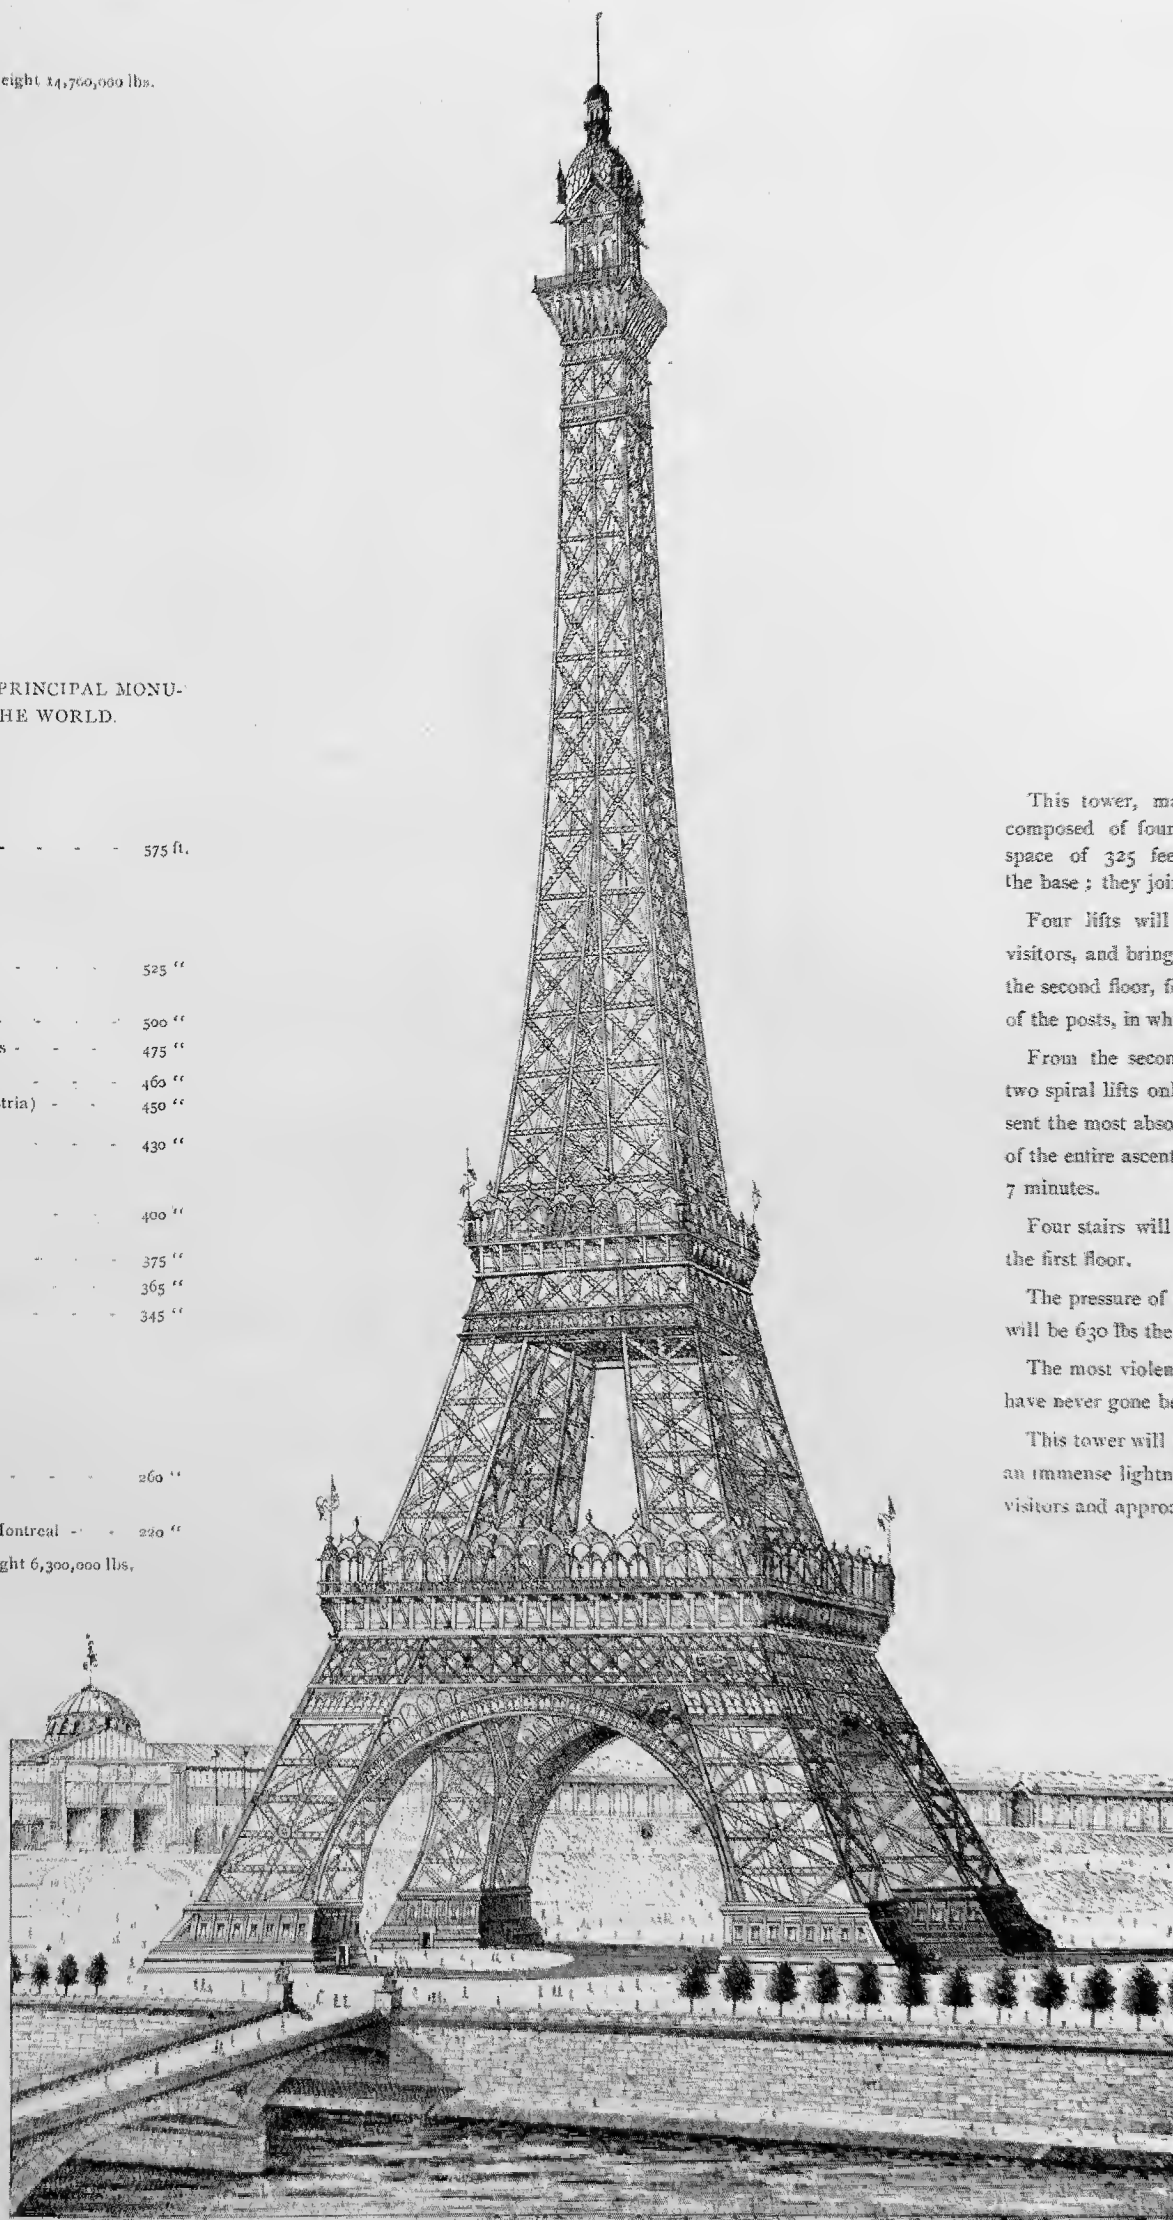 eight 14,700,000 lbs.
PRINCIPAL MONU-
HE WORLD.
- - - - 575 ft.
- - - 525 “
- - - - 500 “
s - - - 475 “
- - - 460 “
stria) - - 450 “
- - - 430 “
- - 400 “
- - - 375 “
- - 365 “
- - - 345 “
- - - 260 “
Montreal - - 220 “
ght 6,300,000 lbs.
This tower, ma
composed of four
space of 325 fee
the base ; they joi
Four lifts will
visitors, and bring
the second floor, f
of the posts, in wh
From the secon
two spiral lifts onl
sent the most abso
of the entire ascent
7 minutes.
Four stairs will
the first floor.
The pressure of
will be 630 lbs the
The most violen
have never gone be
This tower will
an immense lightn
visitors and approx